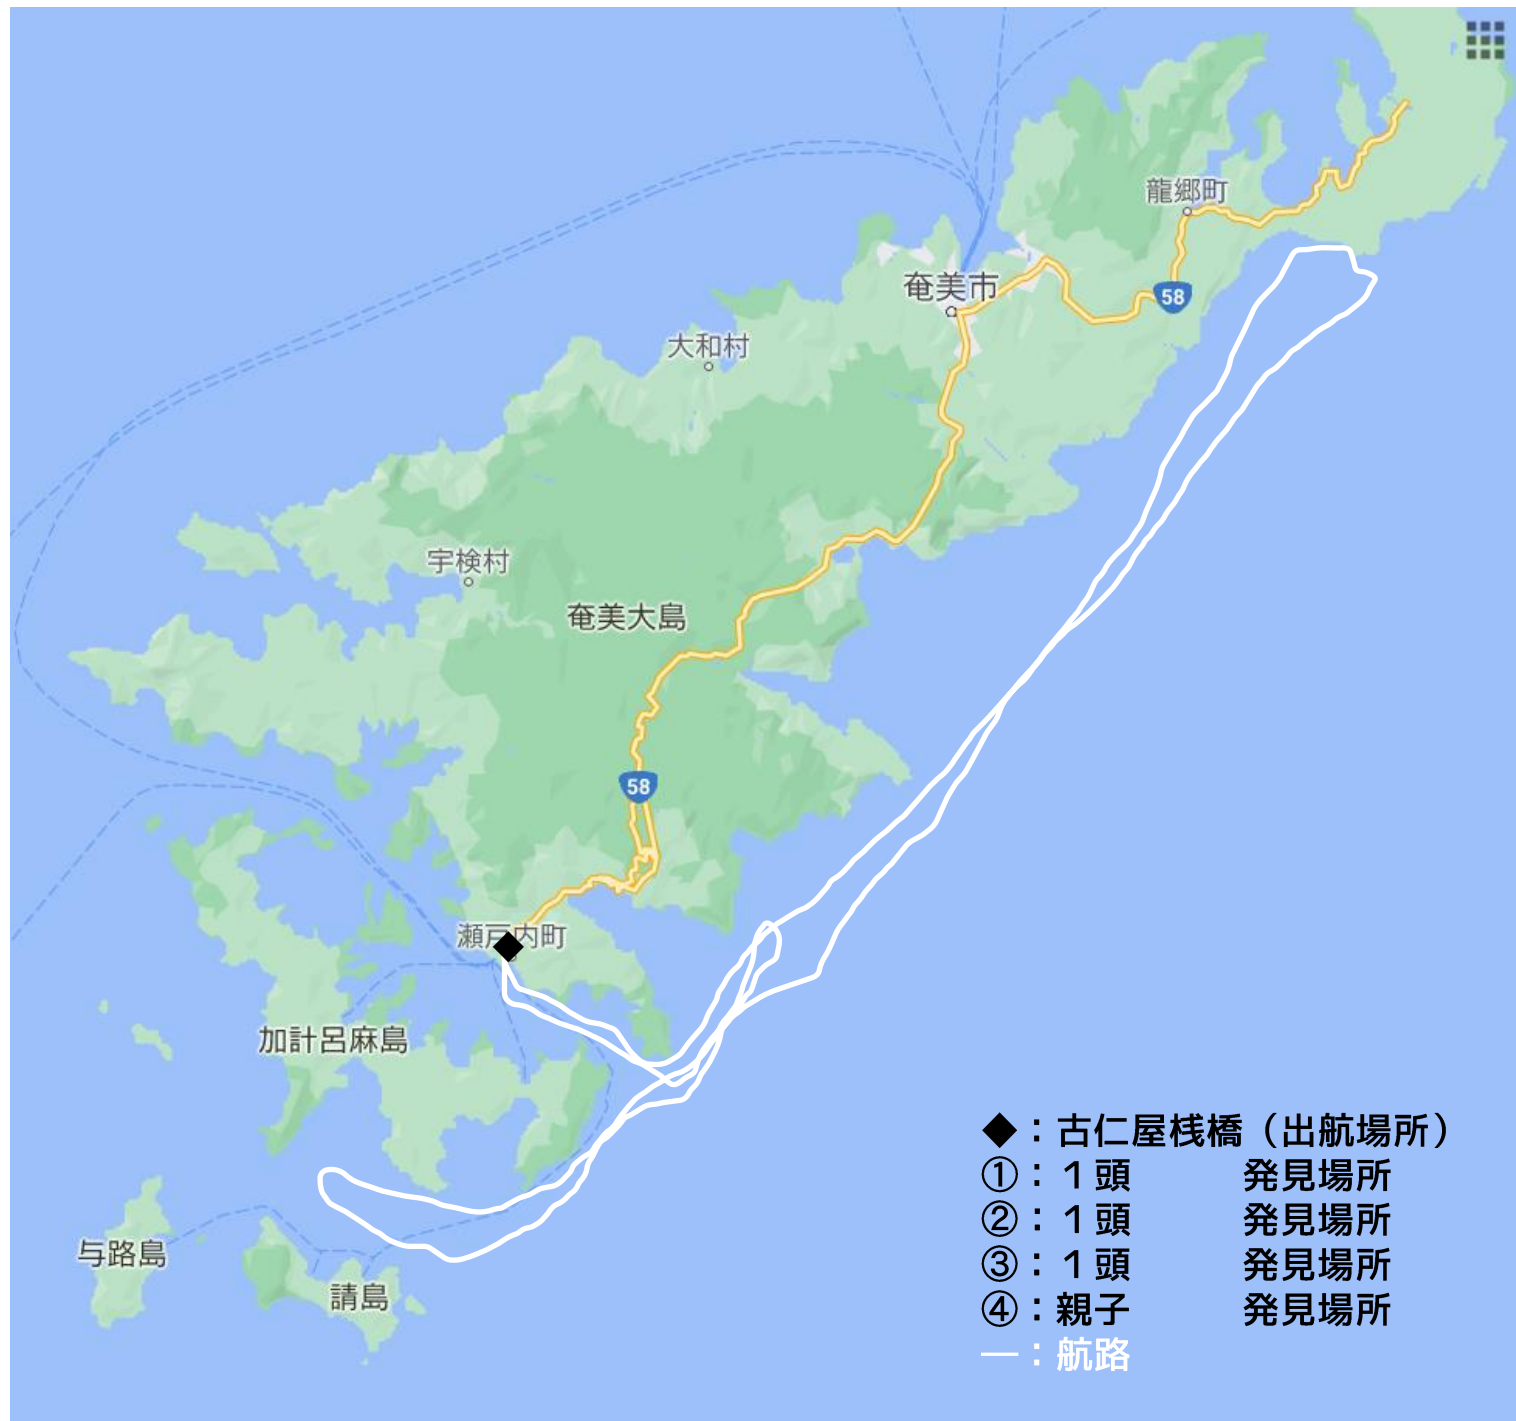 龍郷町
奄美市
58
大和村
宇検村
奄美大島
58
瀬戸内町
加計呂麻島
与路島
請島
◆：古仁屋桟橋（出航場所）
①：１頭　　　発見場所
②：１頭　　　発見場所
③：１頭　　　発見場所
④：親子　　　発見場所
―：航路